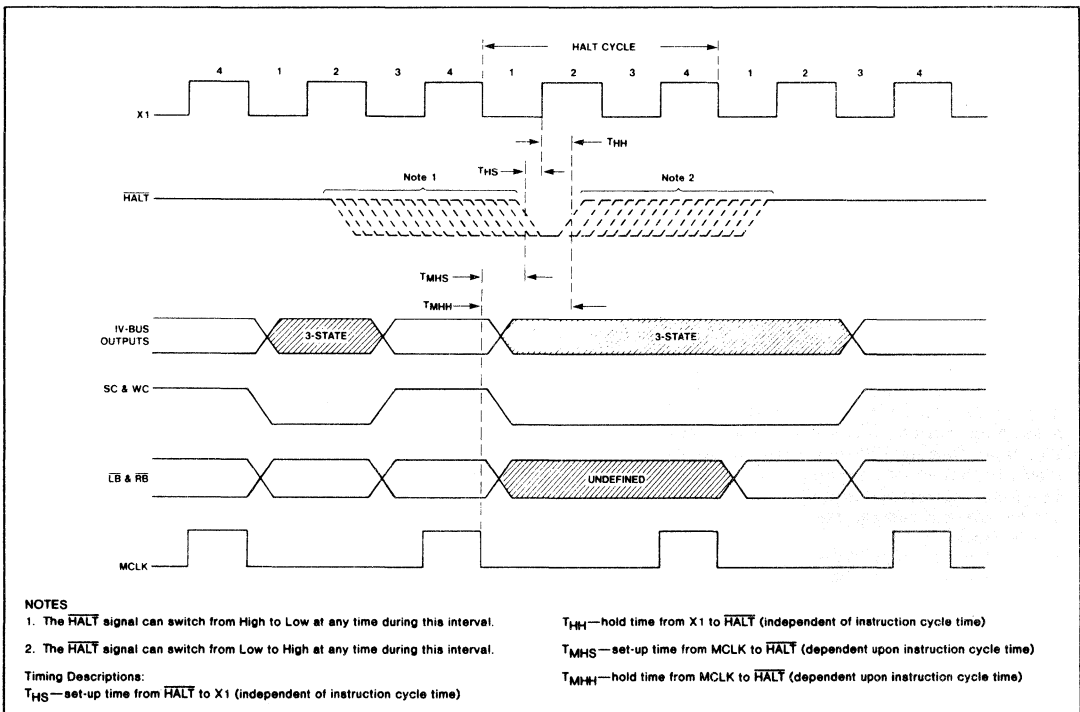 HALT CYCLE
4 1 2 3 4 1 2 3 4 1 2 3 4
X1
THH
THS
Note 1
Note 2
HALT
TMHS
TMHH
IV-BUS
OUTPUTS
3-STATE
3-STATE
SC & WC
LB & RB
UNDEFINED
MCLK
NOTES
1. The HALT signal can switch from High to Low at any time during this interval.
2. The HALT signal can switch from Low to High at any time during this interval.
Timing Descriptions:
THS—set-up time from HALT to X1 (independent of instruction cycle time)
THH—hold time from X1 to HALT (independent of instruction cycle time)
TMHS—set-up time from MCLK to HALT (dependent upon instruction cycle time)
TMHH—hold time from MCLK to HALT (dependent upon instruction cycle time)